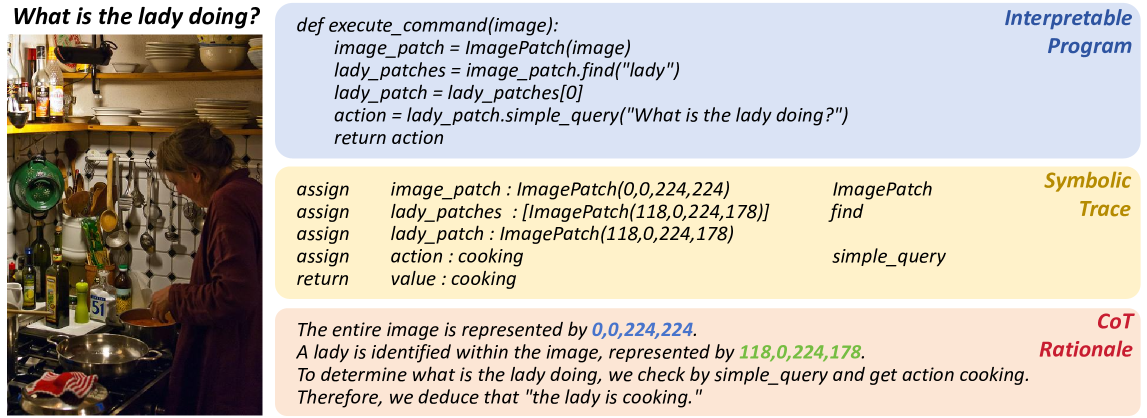 What is the lady doing?
51
def execute_command(image):
image_patch = ImagePatch(image)
lady_patches = image_patch.find("lady")
lady_patch = lady_patches[0]
action = lady_patch.simple_query("What is the lady doing?")
return action
Interpretable
Program
assign image_patch : ImagePatch(0,0,224,224) ImagePatch
assign lady_patches : [ImagePatch(118,0,224,178)] find
assign lady_patch : ImagePatch(118,0,224,178)
assign action : cooking simple_query
return value : cooking
Symbolic
Trace
The entire image is represented by 0,0,224,224.
A lady is identified within the image, represented by 118,0,224,178.
To determine what is the lady doing, we check by simple_query and get action cooking.
Therefore, we deduce that "the lady is cooking."
CoT
Rationale